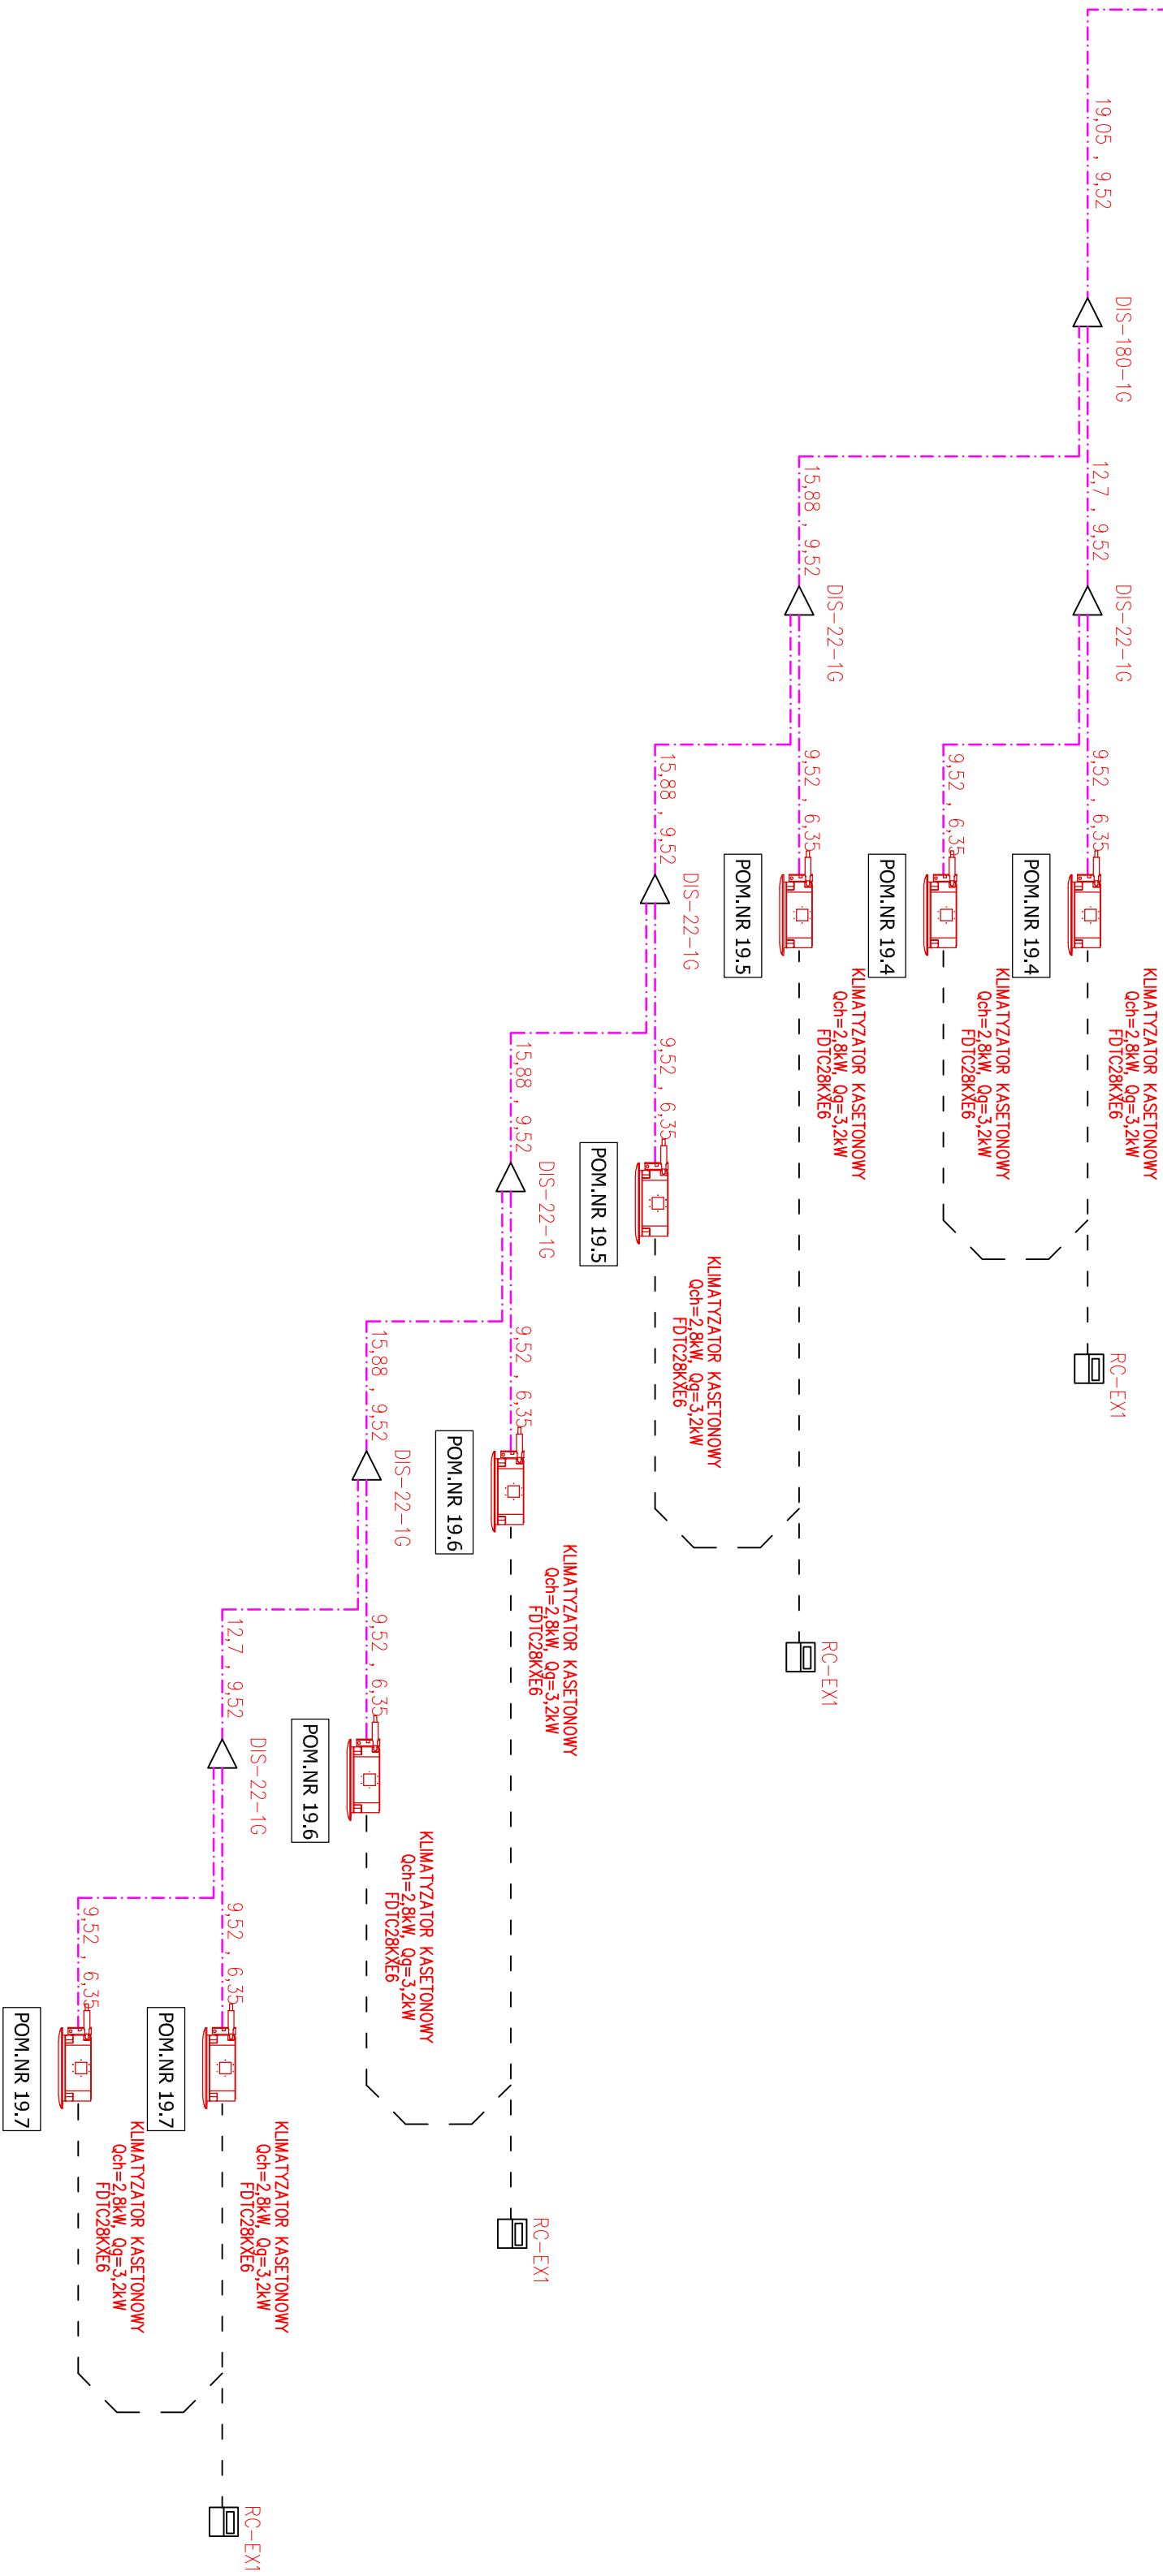 19,05 , 9,52
DIS-180-1G
12,7 , 9,52
DIS-22-1G
9,52 , 6,35
POM.NR 19.4
KLIMATYZATOR KASETONOWY
Qch=2,8kW, Qg=3,2kW
FDTC28KXE6
RC-EX1
9,52 , 6,35
POM.NR 19.4
KLIMATYZATOR KASETONOWY
Qch=2,8kW, Qg=3,2kW
FDTC28KXE6
15,88 , 9,52
DIS-22-1G
9,52 , 6,35
POM.NR 19.5
KLIMATYZATOR KASETONOWY
Qch=2,8kW, Qg=3,2kW
FDTC28KXE6
RC-EX1
15,88 , 9,52
DIS-22-1G
9,52 , 6,35
POM.NR 19.5
KLIMATYZATOR KASETONOWY
Qch=2,8kW, Qg=3,2kW
FDTC28KXE6
15,88 , 9,52
DIS-22-1G
9,52 , 6,35
POM.NR 19.6
KLIMATYZATOR KASETONOWY
Qch=2,8kW, Qg=3,2kW
FDTC28KXE6
RC-EX1
15,88 , 9,52
DIS-22-1G
9,52 , 6,35
POM.NR 19.6
KLIMATYZATOR KASETONOWY
Qch=2,8kW, Qg=3,2kW
FDTC28KXE6
12,7 , 9,52
DIS-22-1G
9,52 , 6,35
POM.NR 19.7
KLIMATYZATOR KASETONOWY
Qch=2,8kW, Qg=3,2kW
FDTC28KXE6
RC-EX1
9,52 , 6,35
POM.NR 19.7
KLIMATYZATOR KASETONOWY
Qch=2,8kW, Qg=3,2kW
FDTC28KXE6